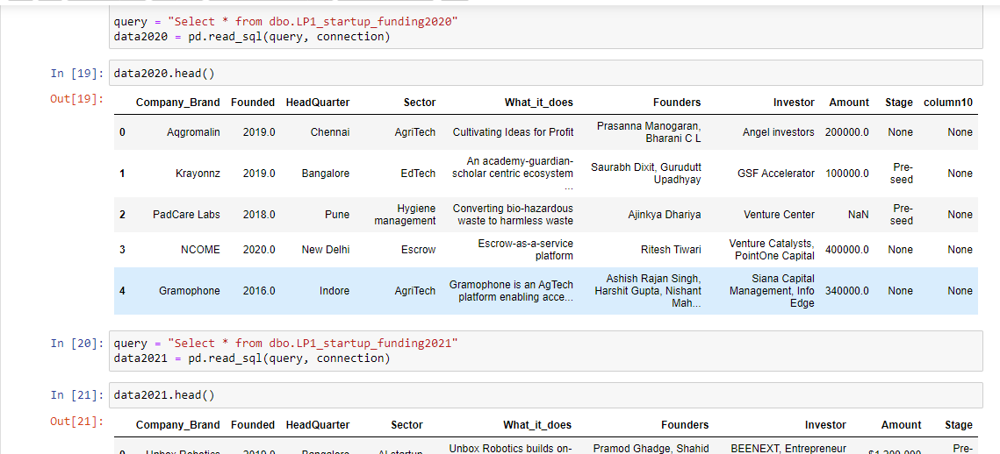 query = "Select * from dbo.LP1_startup_funding2020"
data2020 = pd.read_sql(query, connection)
In [19]: data2020.head()
Out[19]:
Company_Brand Founded HeadQuarter Sector What_it_does Founders Investor Amount Stage column10
0 Aqgromalin 2019.0 Chennai AgriTech Cultivating Ideas for Profit Prasanna Manogaran, Bharani C L Angel investors 200000.0 None None
1 Krayonnz 2019.0 Bangalore EdTech An academy-guardian-scholar centric ecosystem ... Saurabh Dixit, Gurudutt Upadhyay GSF Accelerator 100000.0 Pre-seed None
2 PadCare Labs 2018.0 Pune Hygiene management Converting bio-hazardous waste to harmless waste Ajinkya Dhariya Venture Center NaN Pre-seed None
3 NCOME 2020.0 New Delhi Escrow Escrow-as-a-service platform Ritesh Tiwari Venture Catalysts, PointOne Capital 400000.0 None None
4 Gramophone 2016.0 Indore AgriTech Gramophone is an AgTech platform enabling acce... Ashish Rajan Singh, Harshit Gupta, Nishant Mah... Siana Capital Management, Info Edge 340000.0 None None
In [20]: query = "Select * from dbo.LP1_startup_funding2021"
data2021 = pd.read_sql(query, connection)
In [21]: data2021.head()
Out[21]:
Company_Brand Founded HeadQuarter Sector What_it_does Founders Investor Amount Stage
0 Unbox Robotics 2019.0 Bangalore AI startup Unbox Robotics builds on- Pramod Ghadge, Shahid BEENEXT, Entrepreneur $1,200,000 Pre-